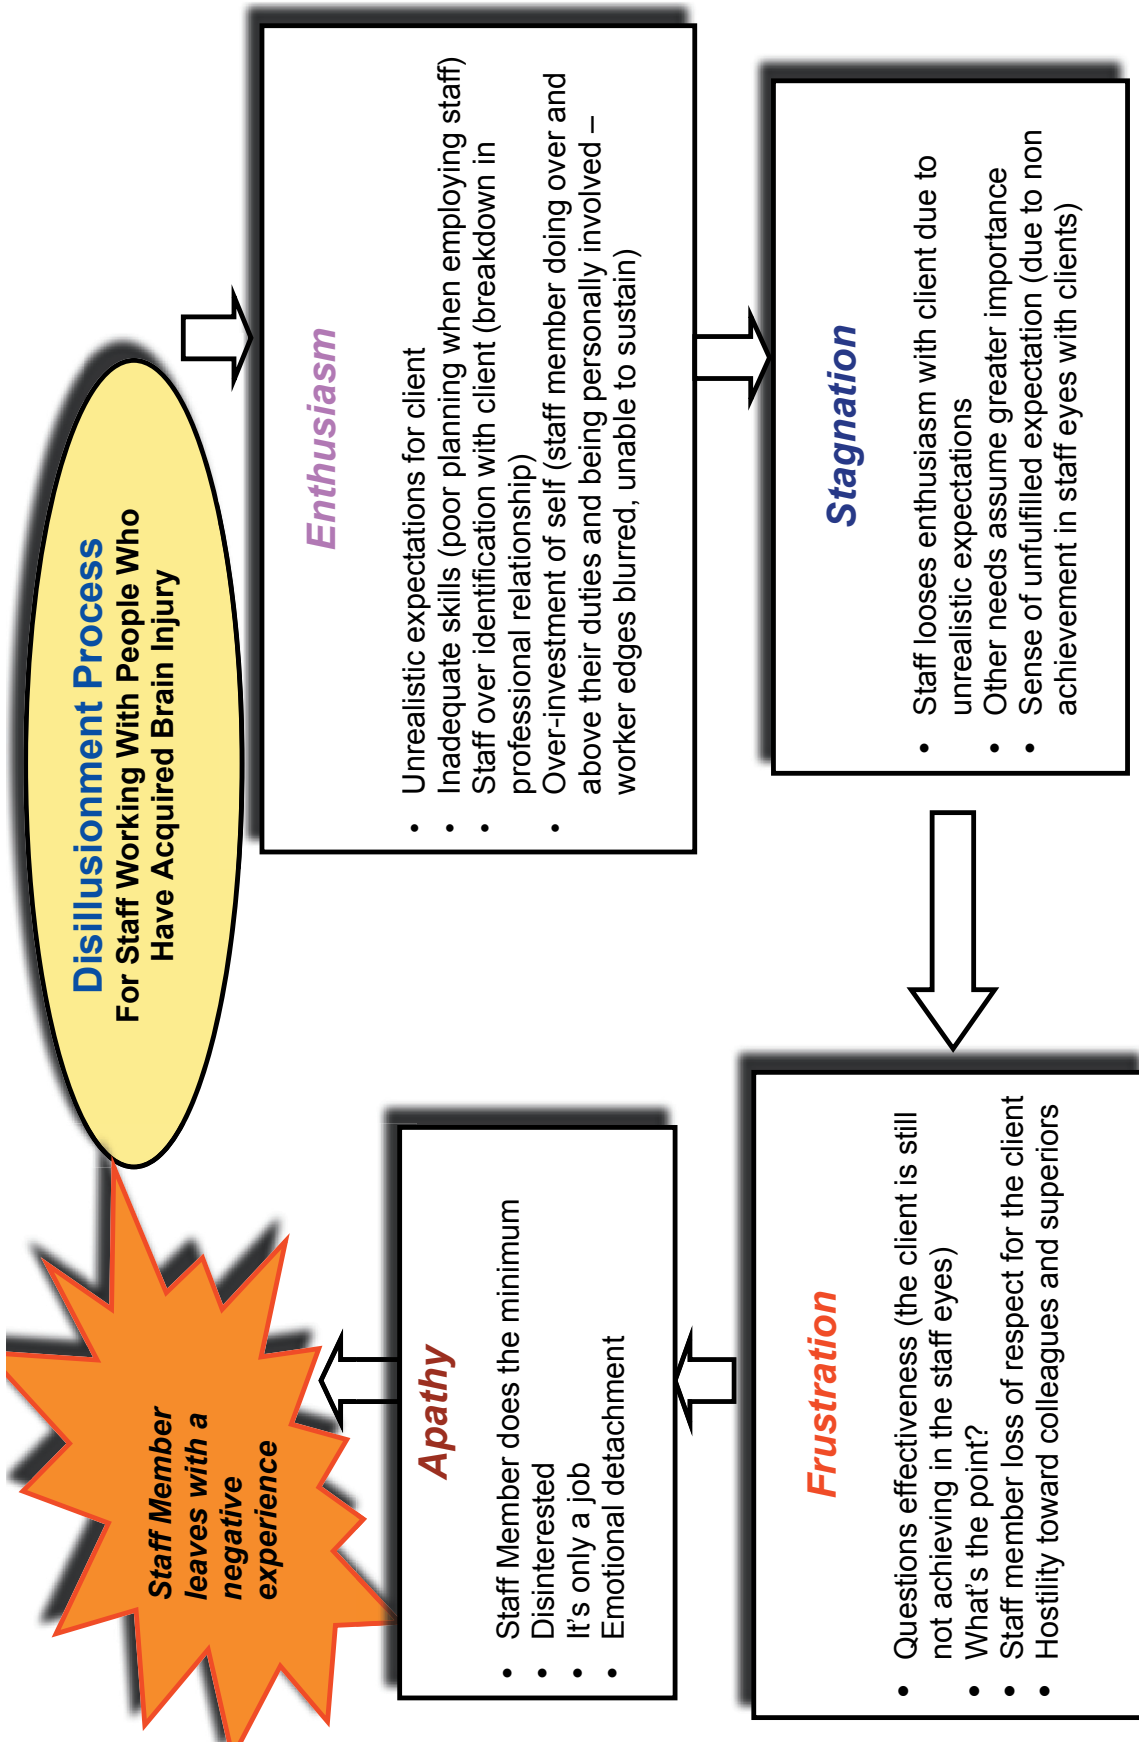 Disillusionment Process
For Staff Working With People Who
Have Acquired Brain Injury
Enthusiasm
• Unrealistic expectations for client
• Inadequate skills (poor planning when employing staff)
• Staff over identification with client (breakdown in
professional relationship)
• Over-investment of self (staff member doing over and
above their duties and being personally involved –
worker edges blurred, unable to sustain)
Stagnation
• Staff looses enthusiasm with client due to
unrealistic expectations
• Other needs assume greater importance
• Sense of unfulfilled expectation (due to non
achievement in staff eyes with clients)
Frustration
• Questions effectiveness (the client is still
not achieving in the staff eyes)
• What's the point?
• Staff member loss of respect for the client
• Hostility toward colleagues and superiors
Apathy
• Staff Member does the minimum
• Disinterested
• It's only a job
• Emotional detachment
Staff Member
leaves with a
negative
experience